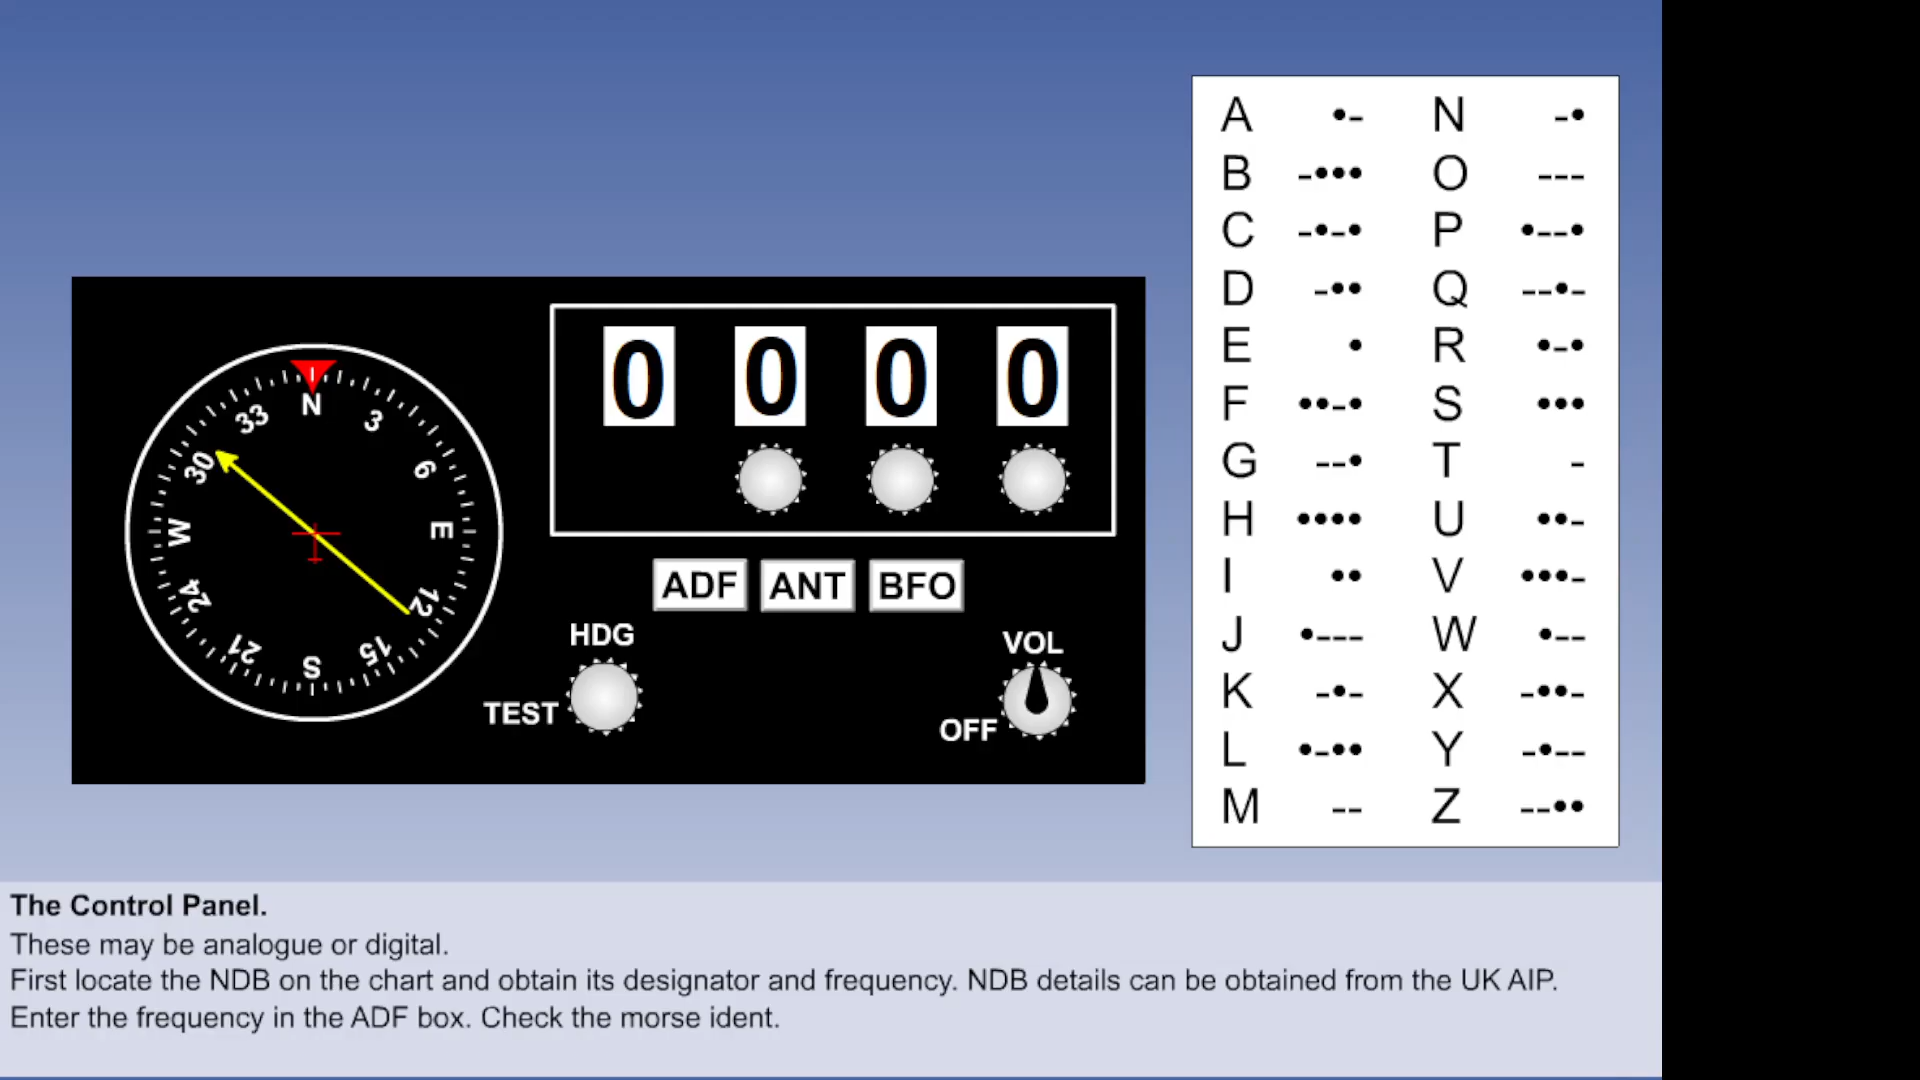 0 0 0 0
N 3 6 E 12 15 S 21 24 W 30 33
ADF ANT BFO
HDG
TEST
VOL
OFF
A •- N -•
B -••• O ---
C -•-• P •--•
D -•• Q --•-
E • R •-•
F ••-• S •••
G --• T -
H •••• U ••-
I •• V •••-
J •--- W •--
K -•- X -••-
L •-•• Y -•--
M -- Z --••
The Control Panel.
These may be analogue or digital.
First locate the NDB on the chart and obtain its designator and frequency. NDB details can be obtained from the UK AIP.
Enter the frequency in the ADF box. Check the morse ident.